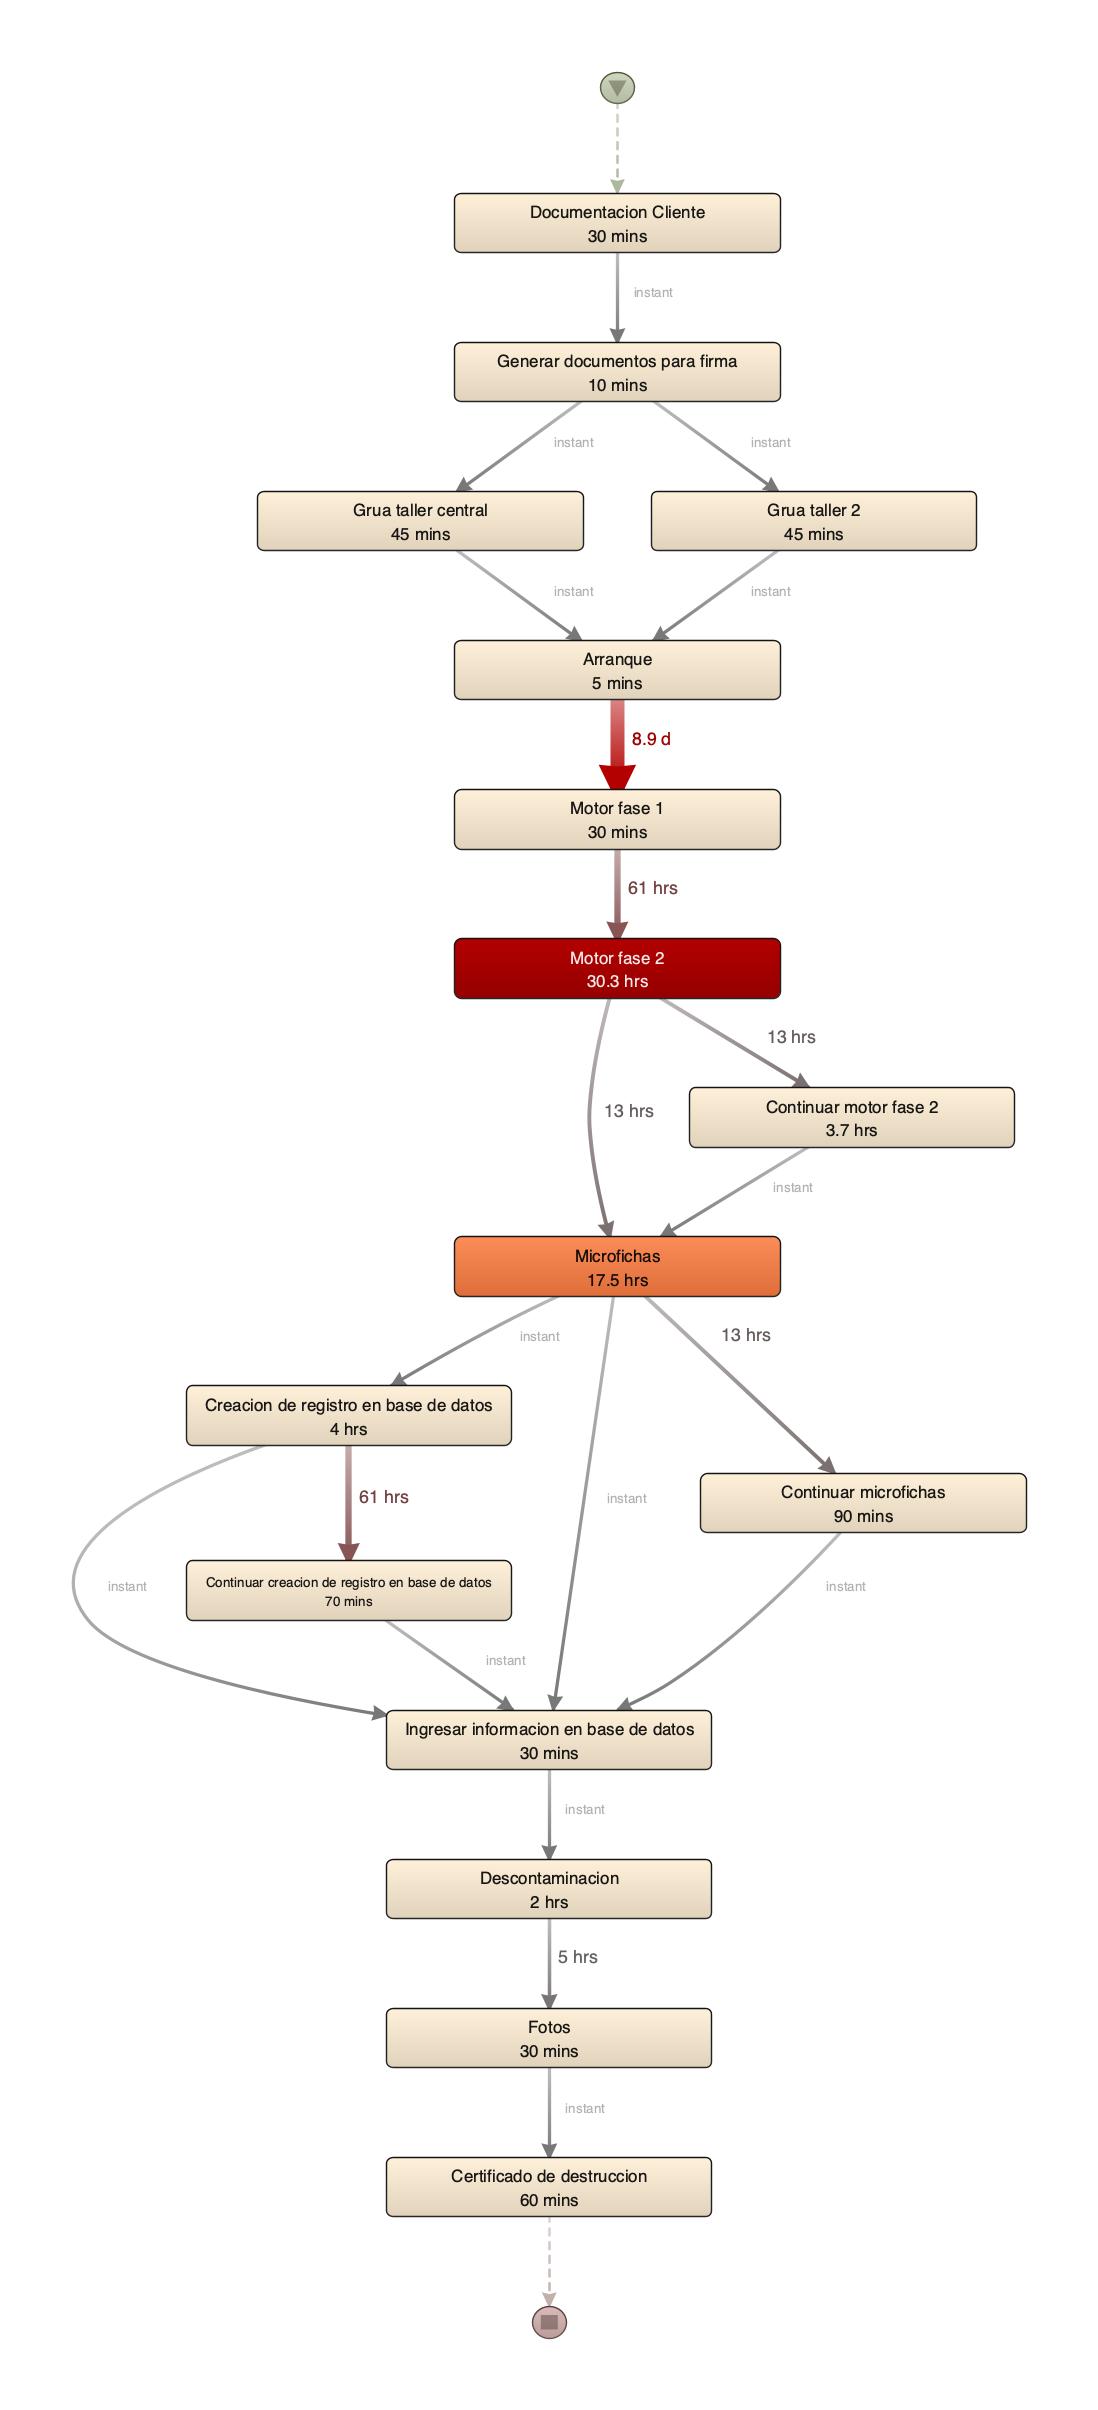 Documentacion Cliente
30 mins
instant
Generar documentos para firma
10 mins
instant
instant
Grua taller central
45 mins
Grua taller 2
45 mins
instant
instant
Arranque
5 mins
8.9 d
Motor fase 1
30 mins
61 hrs
Motor fase 2
30.3 hrs
13 hrs
13 hrs
Continuar motor fase 2
3.7 hrs
instant
Microfichas
17.5 hrs
instant
13 hrs
Creacion de registro en base de datos
4 hrs
61 hrs
instant
Continuar microfichas
90 mins
instant
Continuar creacion de registro en base de datos
70 mins
instant
instant
Ingresar informacion en base de datos
30 mins
instant
Descontaminacion
2 hrs
5 hrs
Fotos
30 mins
instant
Certificado de destruccion
60 mins